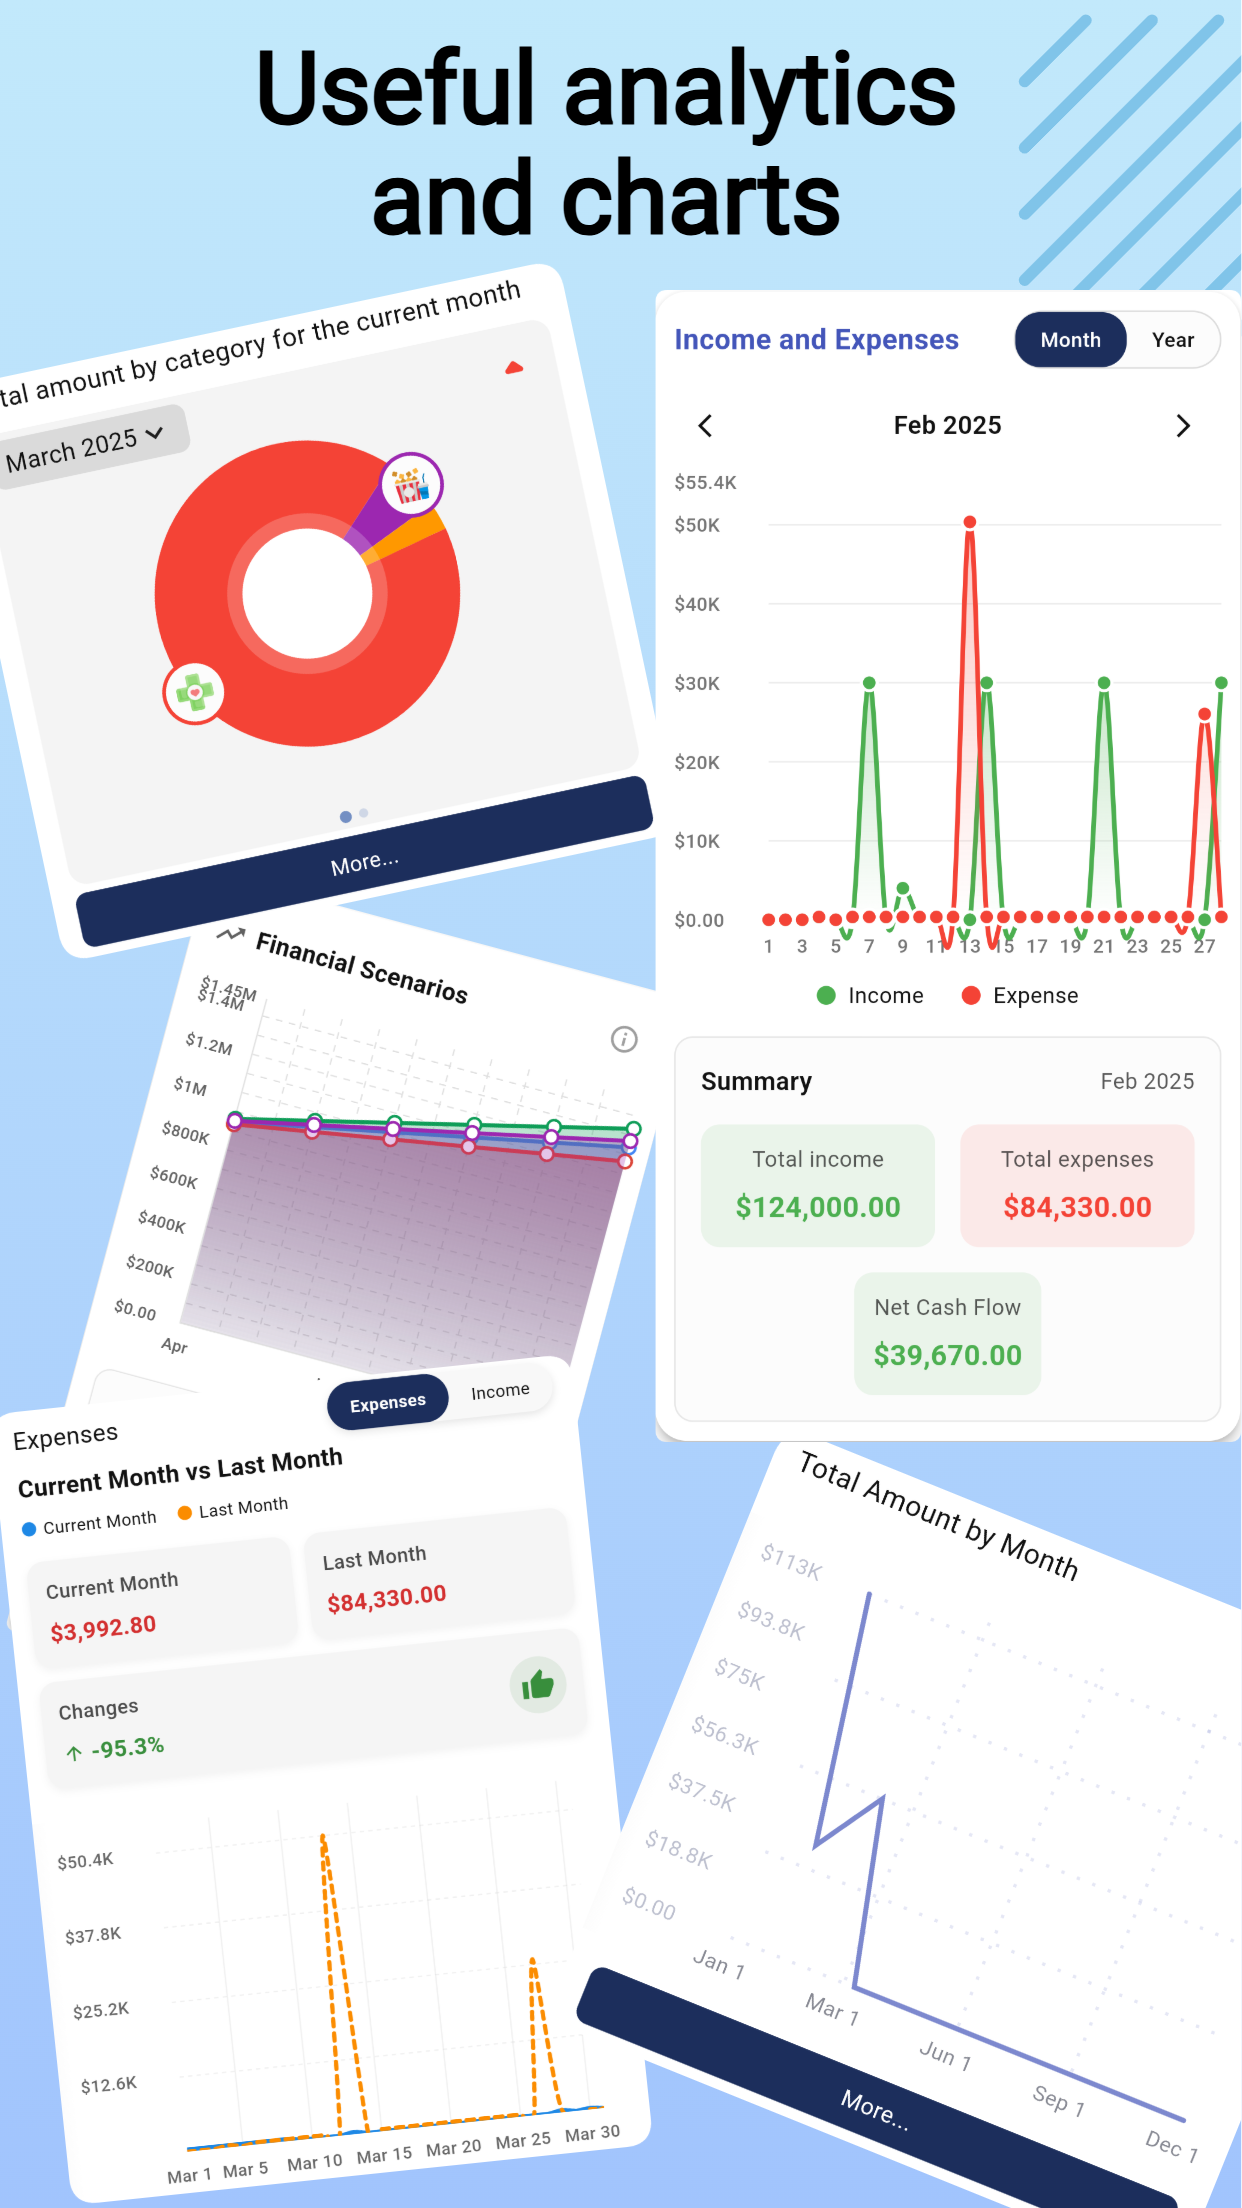 Useful analytics
and charts
tal amount by category for the current month
March 2025
More...
Income and Expenses
Month
Year
Feb 2025
$55.4K
$50K
$40K
$30K
$20K
$10K
$0.00
1 3 5 7 9 11 13 15 17 19 21 23 25 27
Income
Expense
Summary
Feb 2025
Total income
$124,000.00
Total expenses
$84,330.00
Net Cash Flow
$39,670.00
Financial Scenarios
$1.45M
$1.4M
$1.2M
$1M
$800K
$600K
$400K
$200K
$0.00
Apr
Expenses
Expenses
Income
Current Month vs Last Month
Current Month
Last Month
Current Month
$3,992.80
Last Month
$84,330.00
Changes
-95.3%
$50.4K
$37.8K
$25.2K
$12.6K
Mar 1 Mar 5 Mar 10 Mar 15 Mar 20 Mar 25 Mar 30
Total Amount by Month
$113K
$93.8K
$75K
$56.3K
$37.5K
$18.8K
$0.00
Jan 1
Mar 1
Jun 1
Sep 1
Dec 1
More...